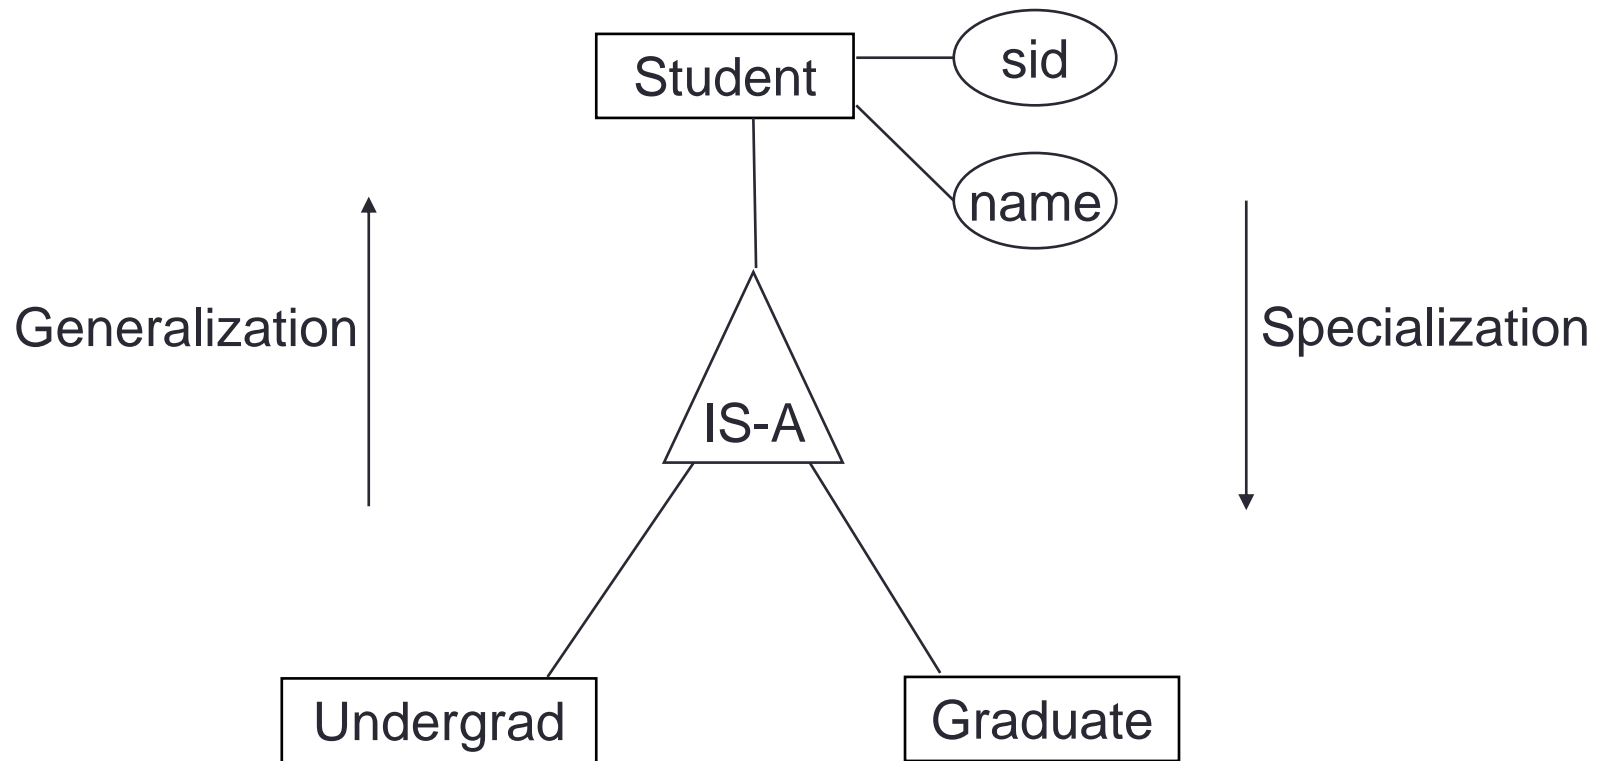 Student
sid
name
Generalization
Specialization
IS-A
Undergrad
Graduate